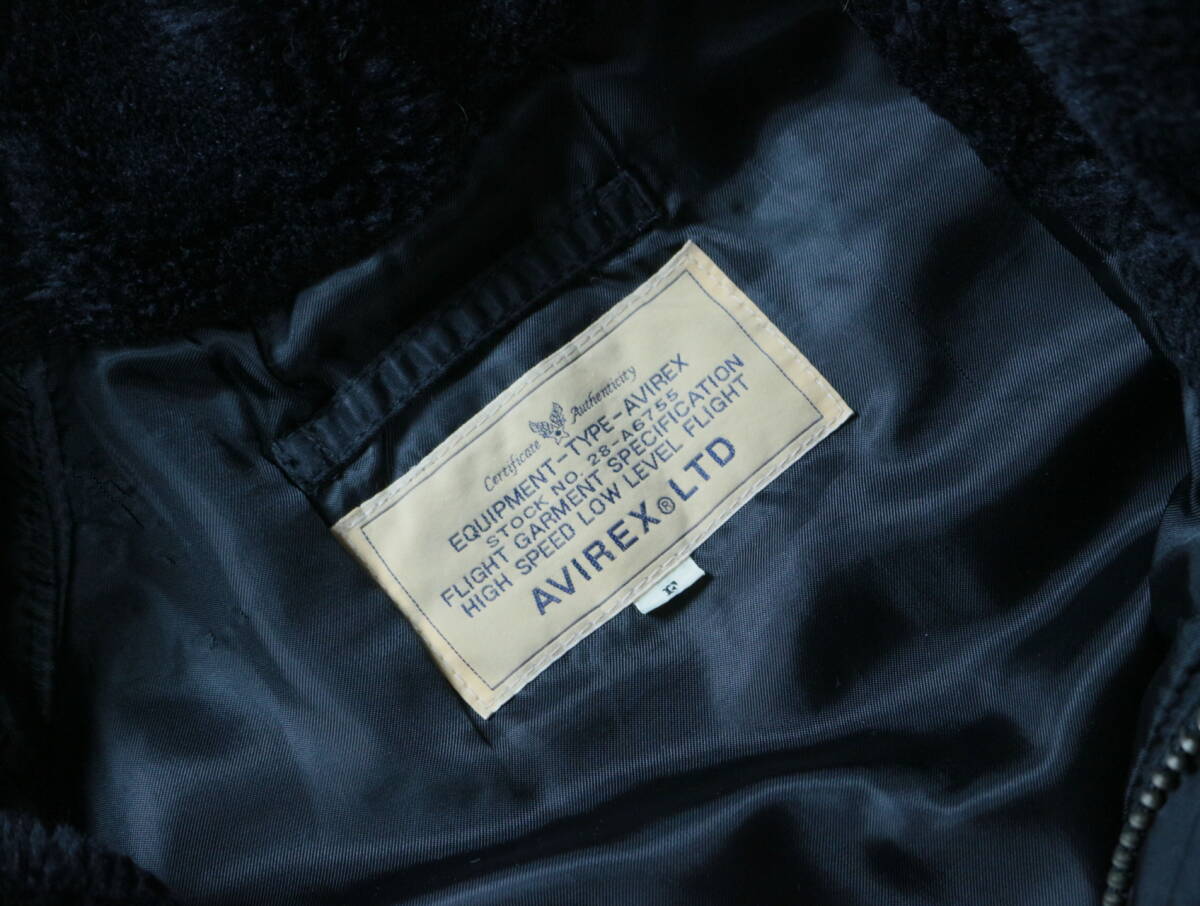 Certificate Authenticity
EQUIPMENT-TYPE-AVIREX
STOCK NO. 28-A6755
FLIGHT GARMENT SPECIFICATION
HIGH SPEED LOW LEVEL FLIGHT
AVIREX® LTD
F